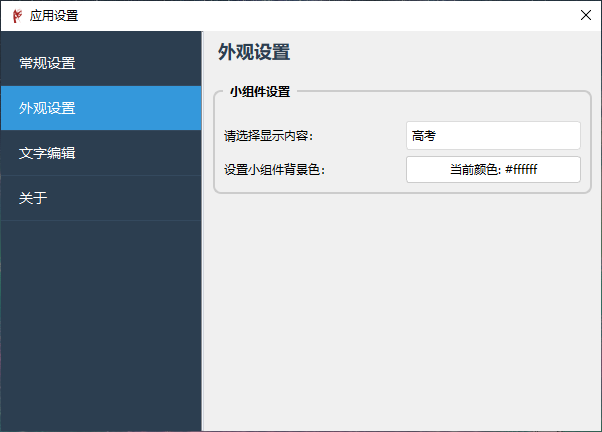 应用设置
常规设置
外观设置
文字编辑
关于
外观设置
小组件设置
请选择显示内容：
高考
设置小组件背景色：
当前颜色: #ffffff